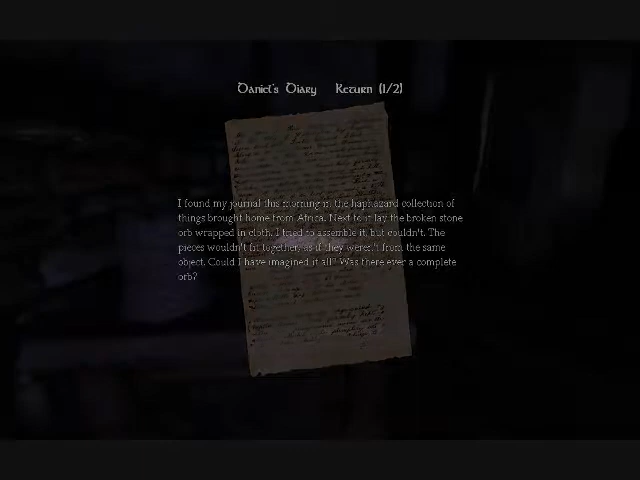 Daniel's Diary Return (1/2)
I found my journal this morning in the haphazard collection of
things brought home from Africa. Next to it lay the broken stone
orb wrapped in cloth. I tried to assemble it, but couldn't. The
pieces wouldn't fit together, as if they weren't from the same
object. Could I have imagined it all? Was there ever a complete
orb?